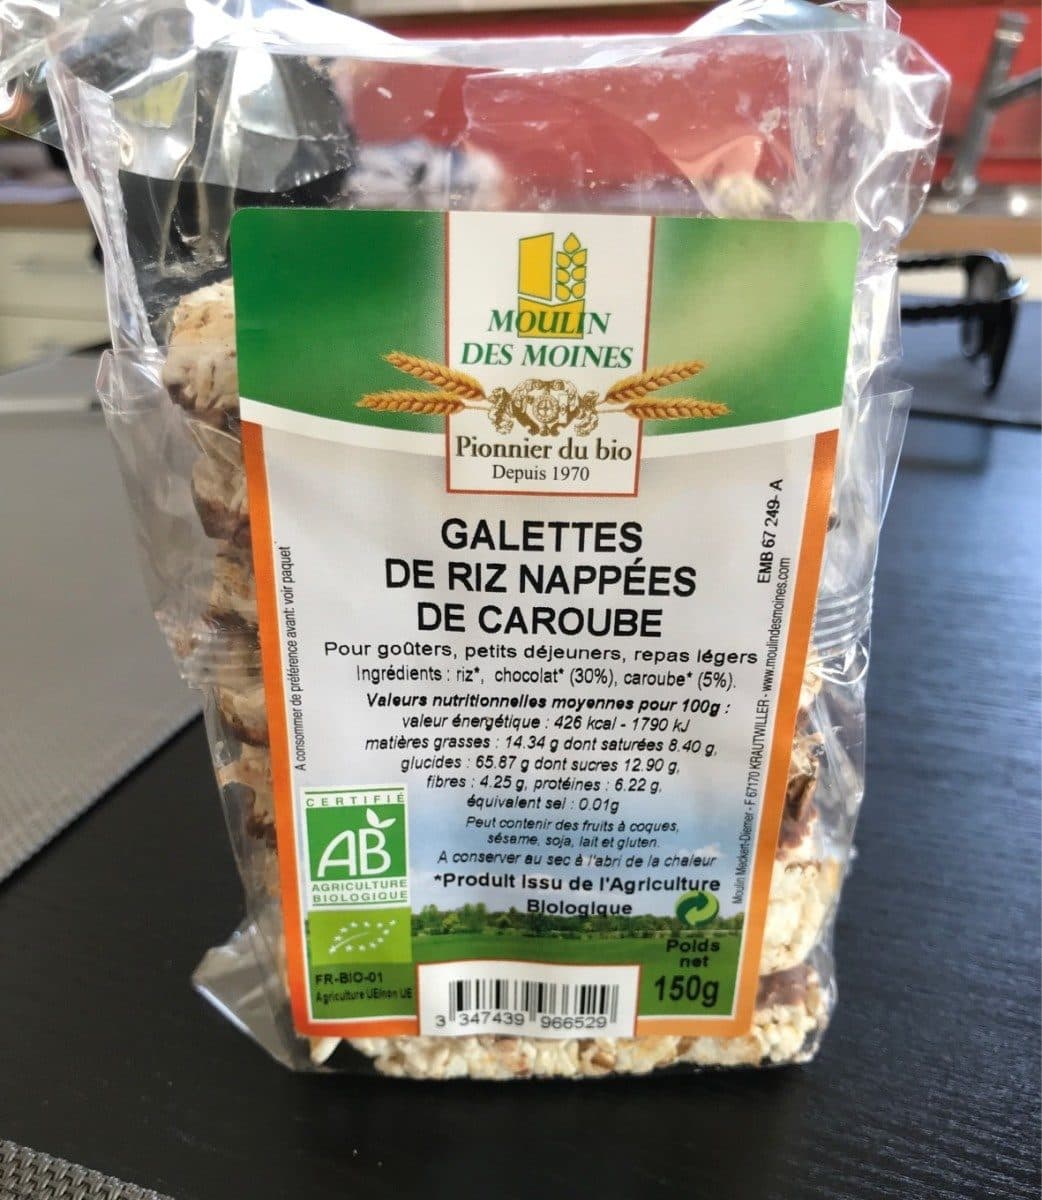 MOULIN
DES MOINES
Pionnier du bio
Depuis 1970
GALETTES
DE RIZ NAPPÉES
DE CAROUBE
Pour goûters, petits déjeuners, repas légers
Ingrédients : riz*, chocolat* (30%), caroube* (5%).
Valeurs nutritionnelles moyennes pour 100g :
valeur énergétique : 426 kcal - 1790 kJ
matières grasses : 14.34 g dont saturées 8.40 g,
glucides : 65.87 g dont sucres 12.90 g,
fibres : 4.25 g, protéines : 6.22 g,
équivalent sel : 0.01g
Peut contenir des fruits à coques,
sésame, soja, lait et gluten.
A conserver au sec à l'abri de la chaleur
*Produit Issu de l'Agriculture
Biologique
Poids
net
150g
A consommer de préférence avant: voir paquet
EMB 67 249- A
Moulin Meckert-Diemer - F 67170 KRAUTWILLER - www.moulindesmoines.com
CERTIFIÉ
AB
AGRICULTURE
BIOLOGIQUE
FR-BIO-01
Agriculture UE/non UE
3 347439 966529